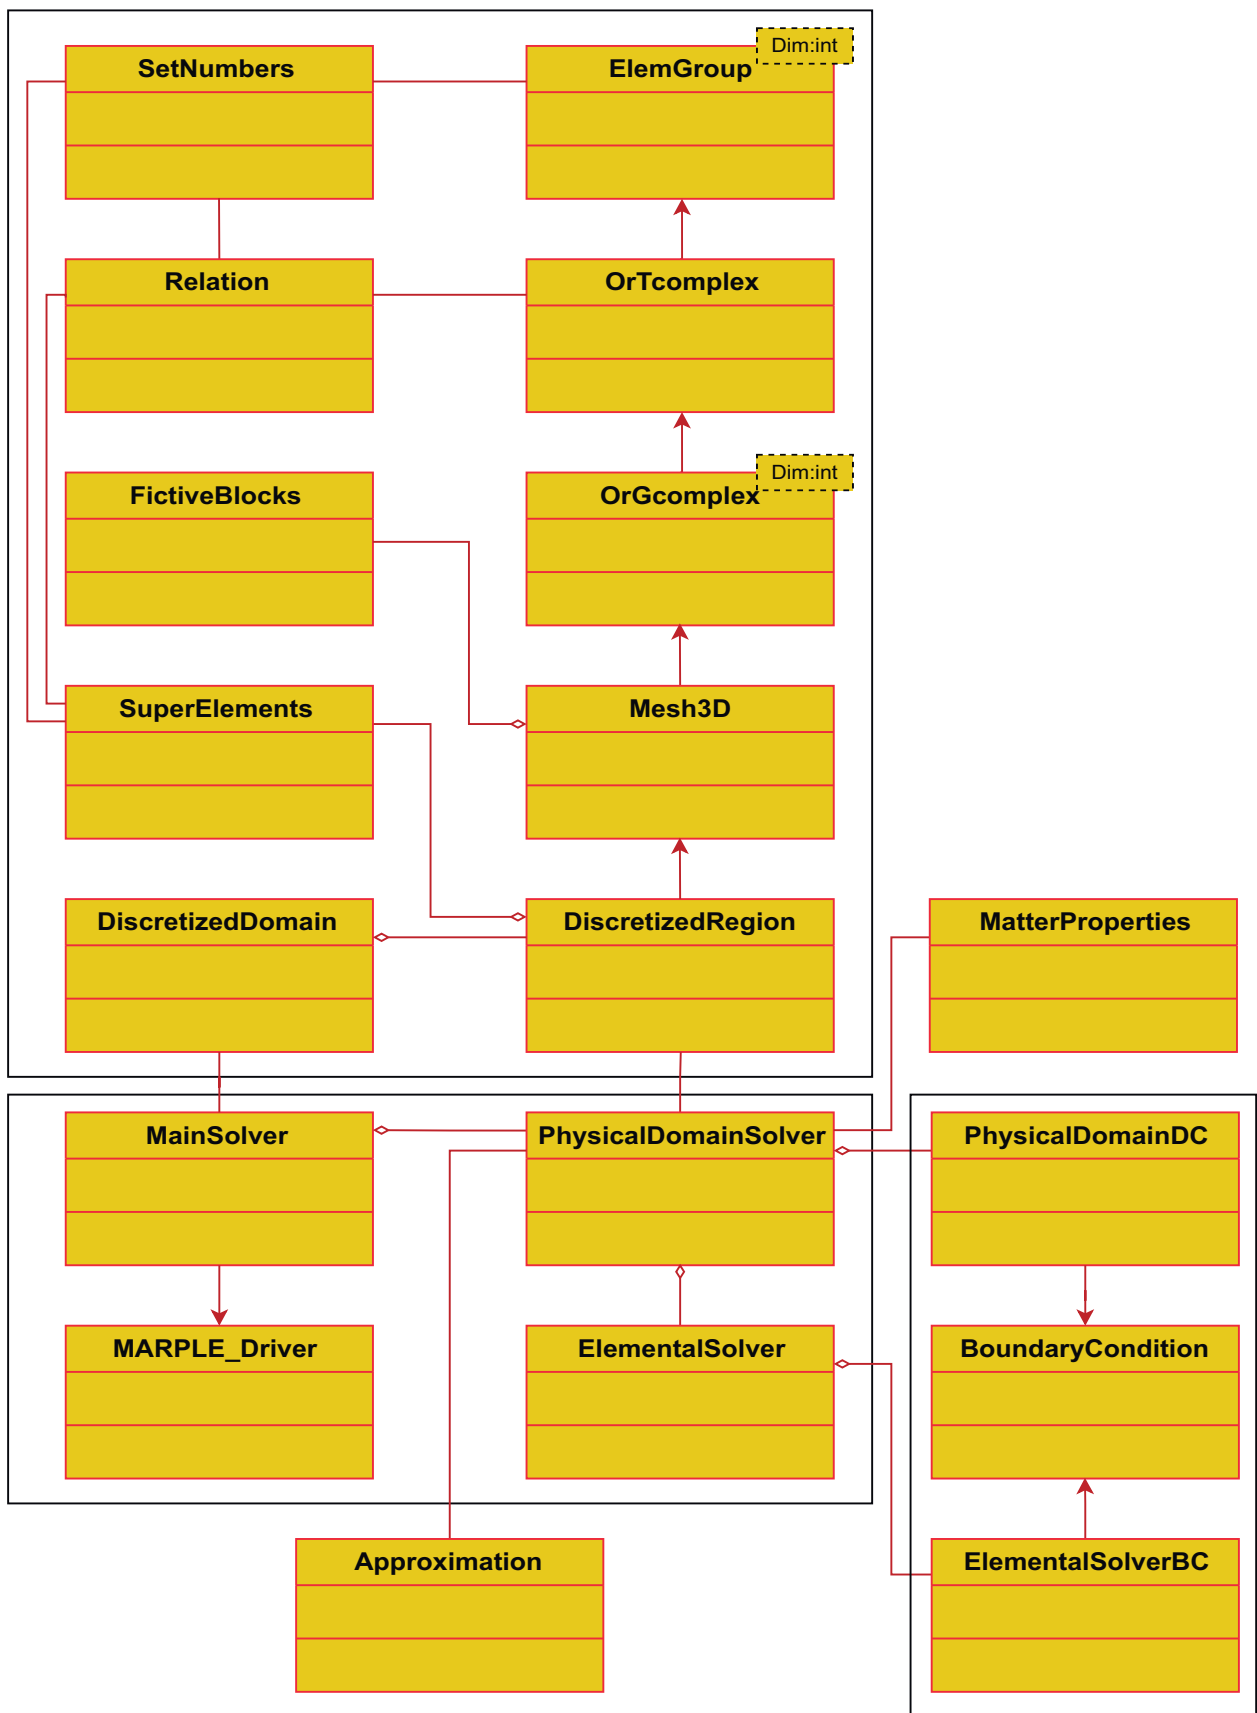 Dim:int
SetNumbers
ElemGroup
Relation
OrTcomplex
Dim:int
FictiveBlocks
OrGcomplex
SuperElements
Mesh3D
DiscretizedDomain
DiscretizedRegion
MatterProperties
MainSolver
PhysicalDomainSolver
PhysicalDomainDC
MARPLE_Driver
ElementalSolver
BoundaryCondition
Approximation
ElementalSolverBC